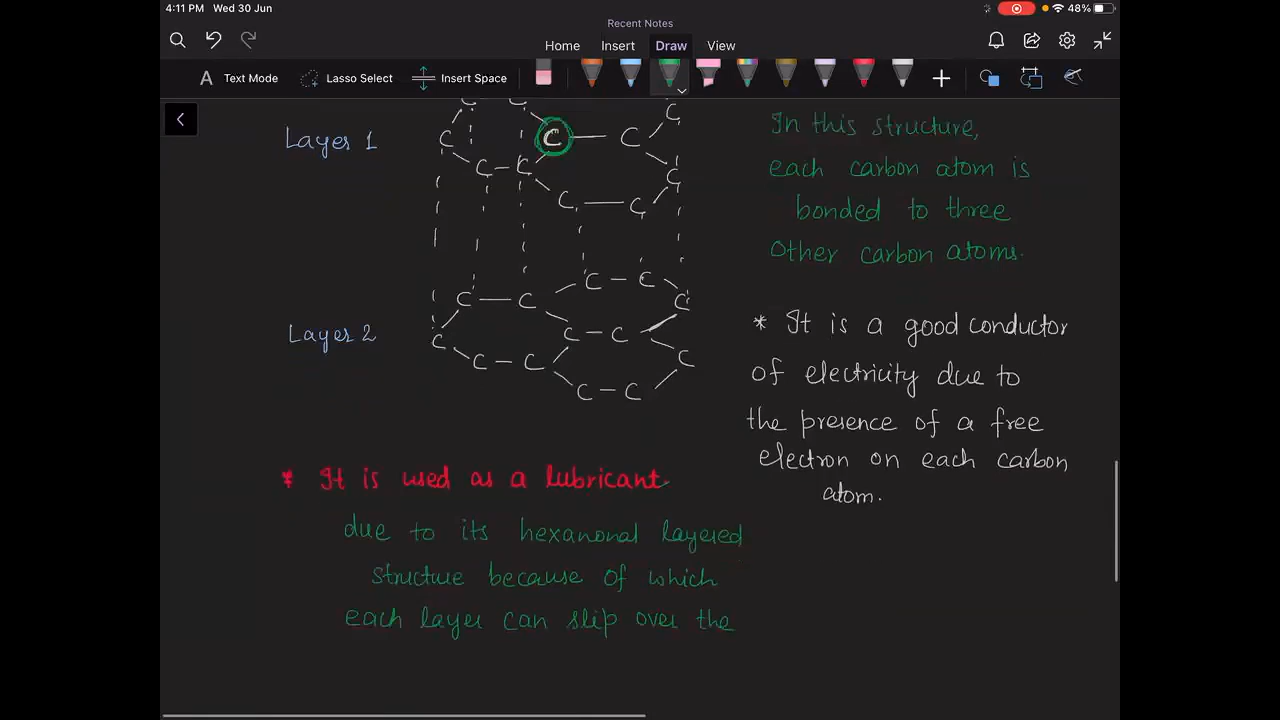 4:11 PM Wed 30 Jun
48%
Recent Notes
Home Insert Draw View
Text Mode Lasso Select Insert Space
C C
C C C C
Layer 1
C C C
C C
C C
Layer 2
C C C
C C C C
C C C C
C C
In this structure,
each carbon atom is
bonded to three
other carbon atoms.
* It is a good conductor
of electricity due to
the presence of a free
electron on each carbon
atom.
* It is used as a lubricant
due to its hexanonal layered
structure because of which
each layer can slip over the